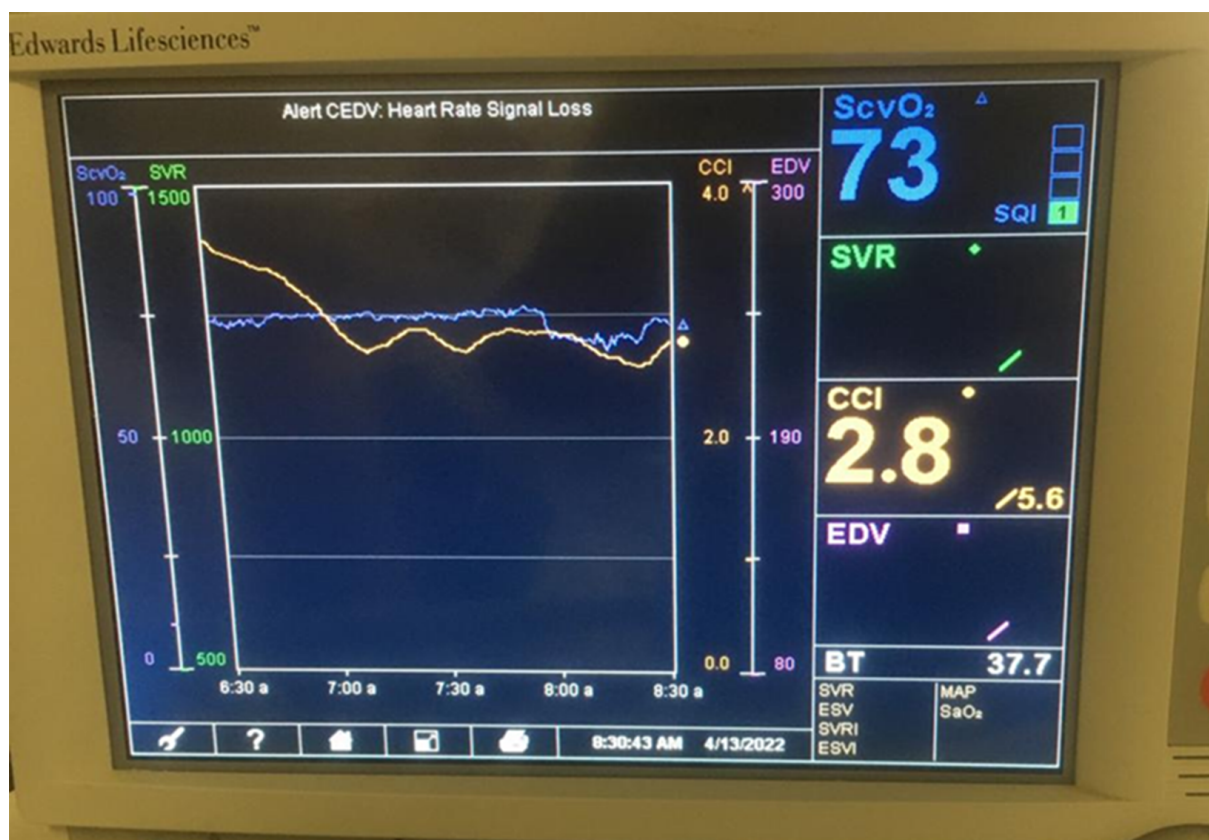 Edwards Lifesciences™
Alert CEDV: Heart Rate Signal Loss
ScvO₂ SVR
100 1500
50 1000
0 500
CCI EDV
4.0 300
2.0 190
0.0 80
6:30 a 7:00 a 7:30 a 8:00 a 8:30 a
? 8:30:43 AM 4/13/2022
ScvO₂
73
SQI 1
SVR
CCI
2.8
/5.6
EDV
BT 37.7
SVR MAP
ESV SaO₂
SVRI
ESVI